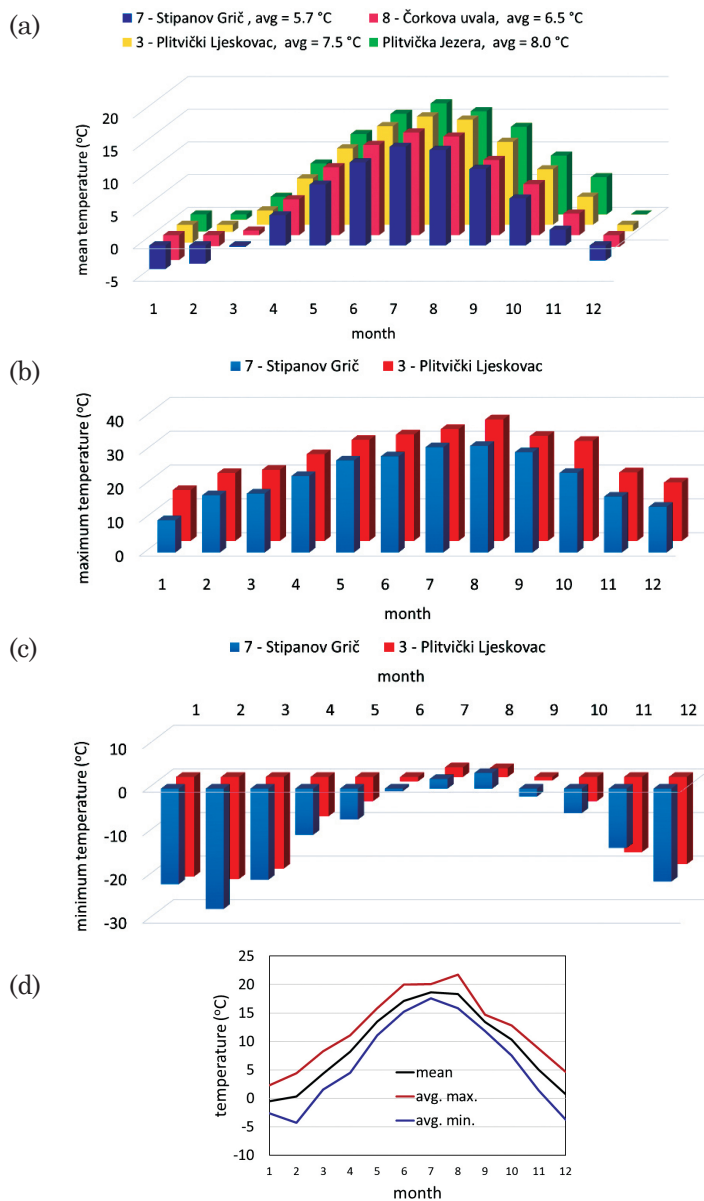 (a)
7 - Stipanov Grič , avg = 5.7 °C
8 - Čorkova uvala, avg = 6.5 °C
3 - Plitvički Ljeskovac, avg = 7.5 °C
Plitvička Jezera, avg = 8.0 °C
mean temperature (°C)
20
15
10
5
0
-5
1 2 3 4 5 6 7 8 9 10 11 12
month
(b)
7 - Stipanov Grič
3 - Plitvički Ljeskovac
maximum temperature (°C)
40
30
20
10
0
1 2 3 4 5 6 7 8 9 10 11 12
month
(c)
7 - Stipanov Grič
3 - Plitvički Ljeskovac
month
1 2 3 4 5 6 7 8 9 10 11 12
minimum temperature (°C)
10
0
-10
-20
-30
(d)
temperature (°C)
25
20
15
10
5
0
-5
-10
mean
avg. max.
avg. min.
1 2 3 4 5 6 7 8 9 10 11 12
month